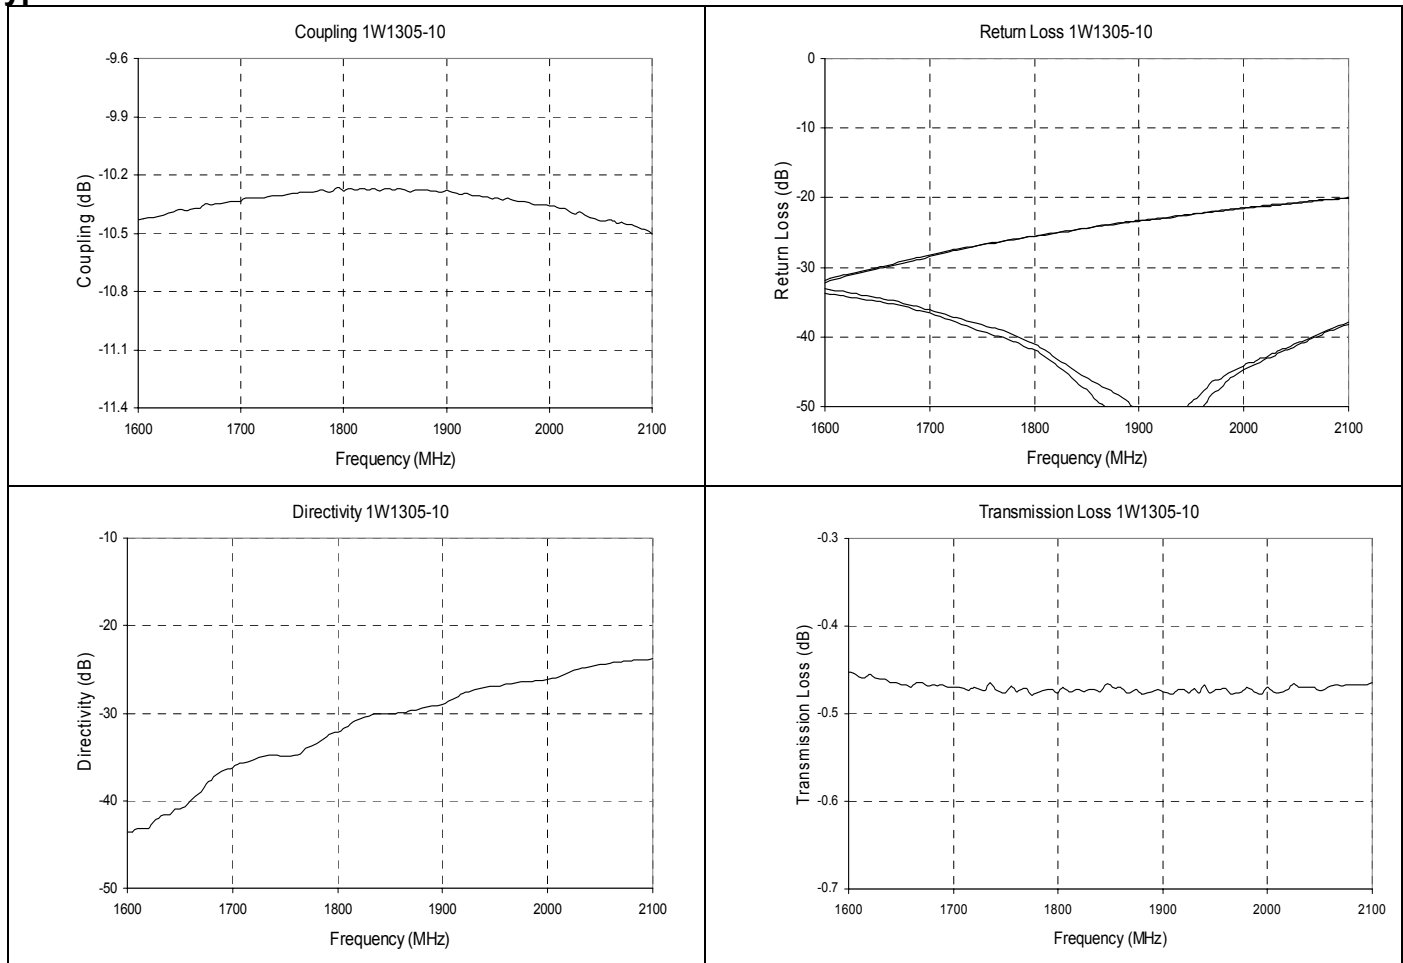 Coupling 1W1305-10
-9.6
-9.9
-10.2
-10.5
-10.8
-11.1
-11.4
Coupling (dB)
1600 1700 1800 1900 2000 2100
Frequency (MHz)
Return Loss 1W1305-10
0
-10
-20
-30
-40
-50
Return Loss (dB)
1600 1700 1800 1900 2000 2100
Frequency (MHz)
Directivity 1W1305-10
-10
-20
-30
-40
-50
Directivity (dB)
1600 1700 1800 1900 2000 2100
Frequency (MHz)
Transmission Loss 1W1305-10
-0.3
-0.4
-0.5
-0.6
-0.7
Transmission Loss (dB)
1600 1700 1800 1900 2000 2100
Frequency (MHz)